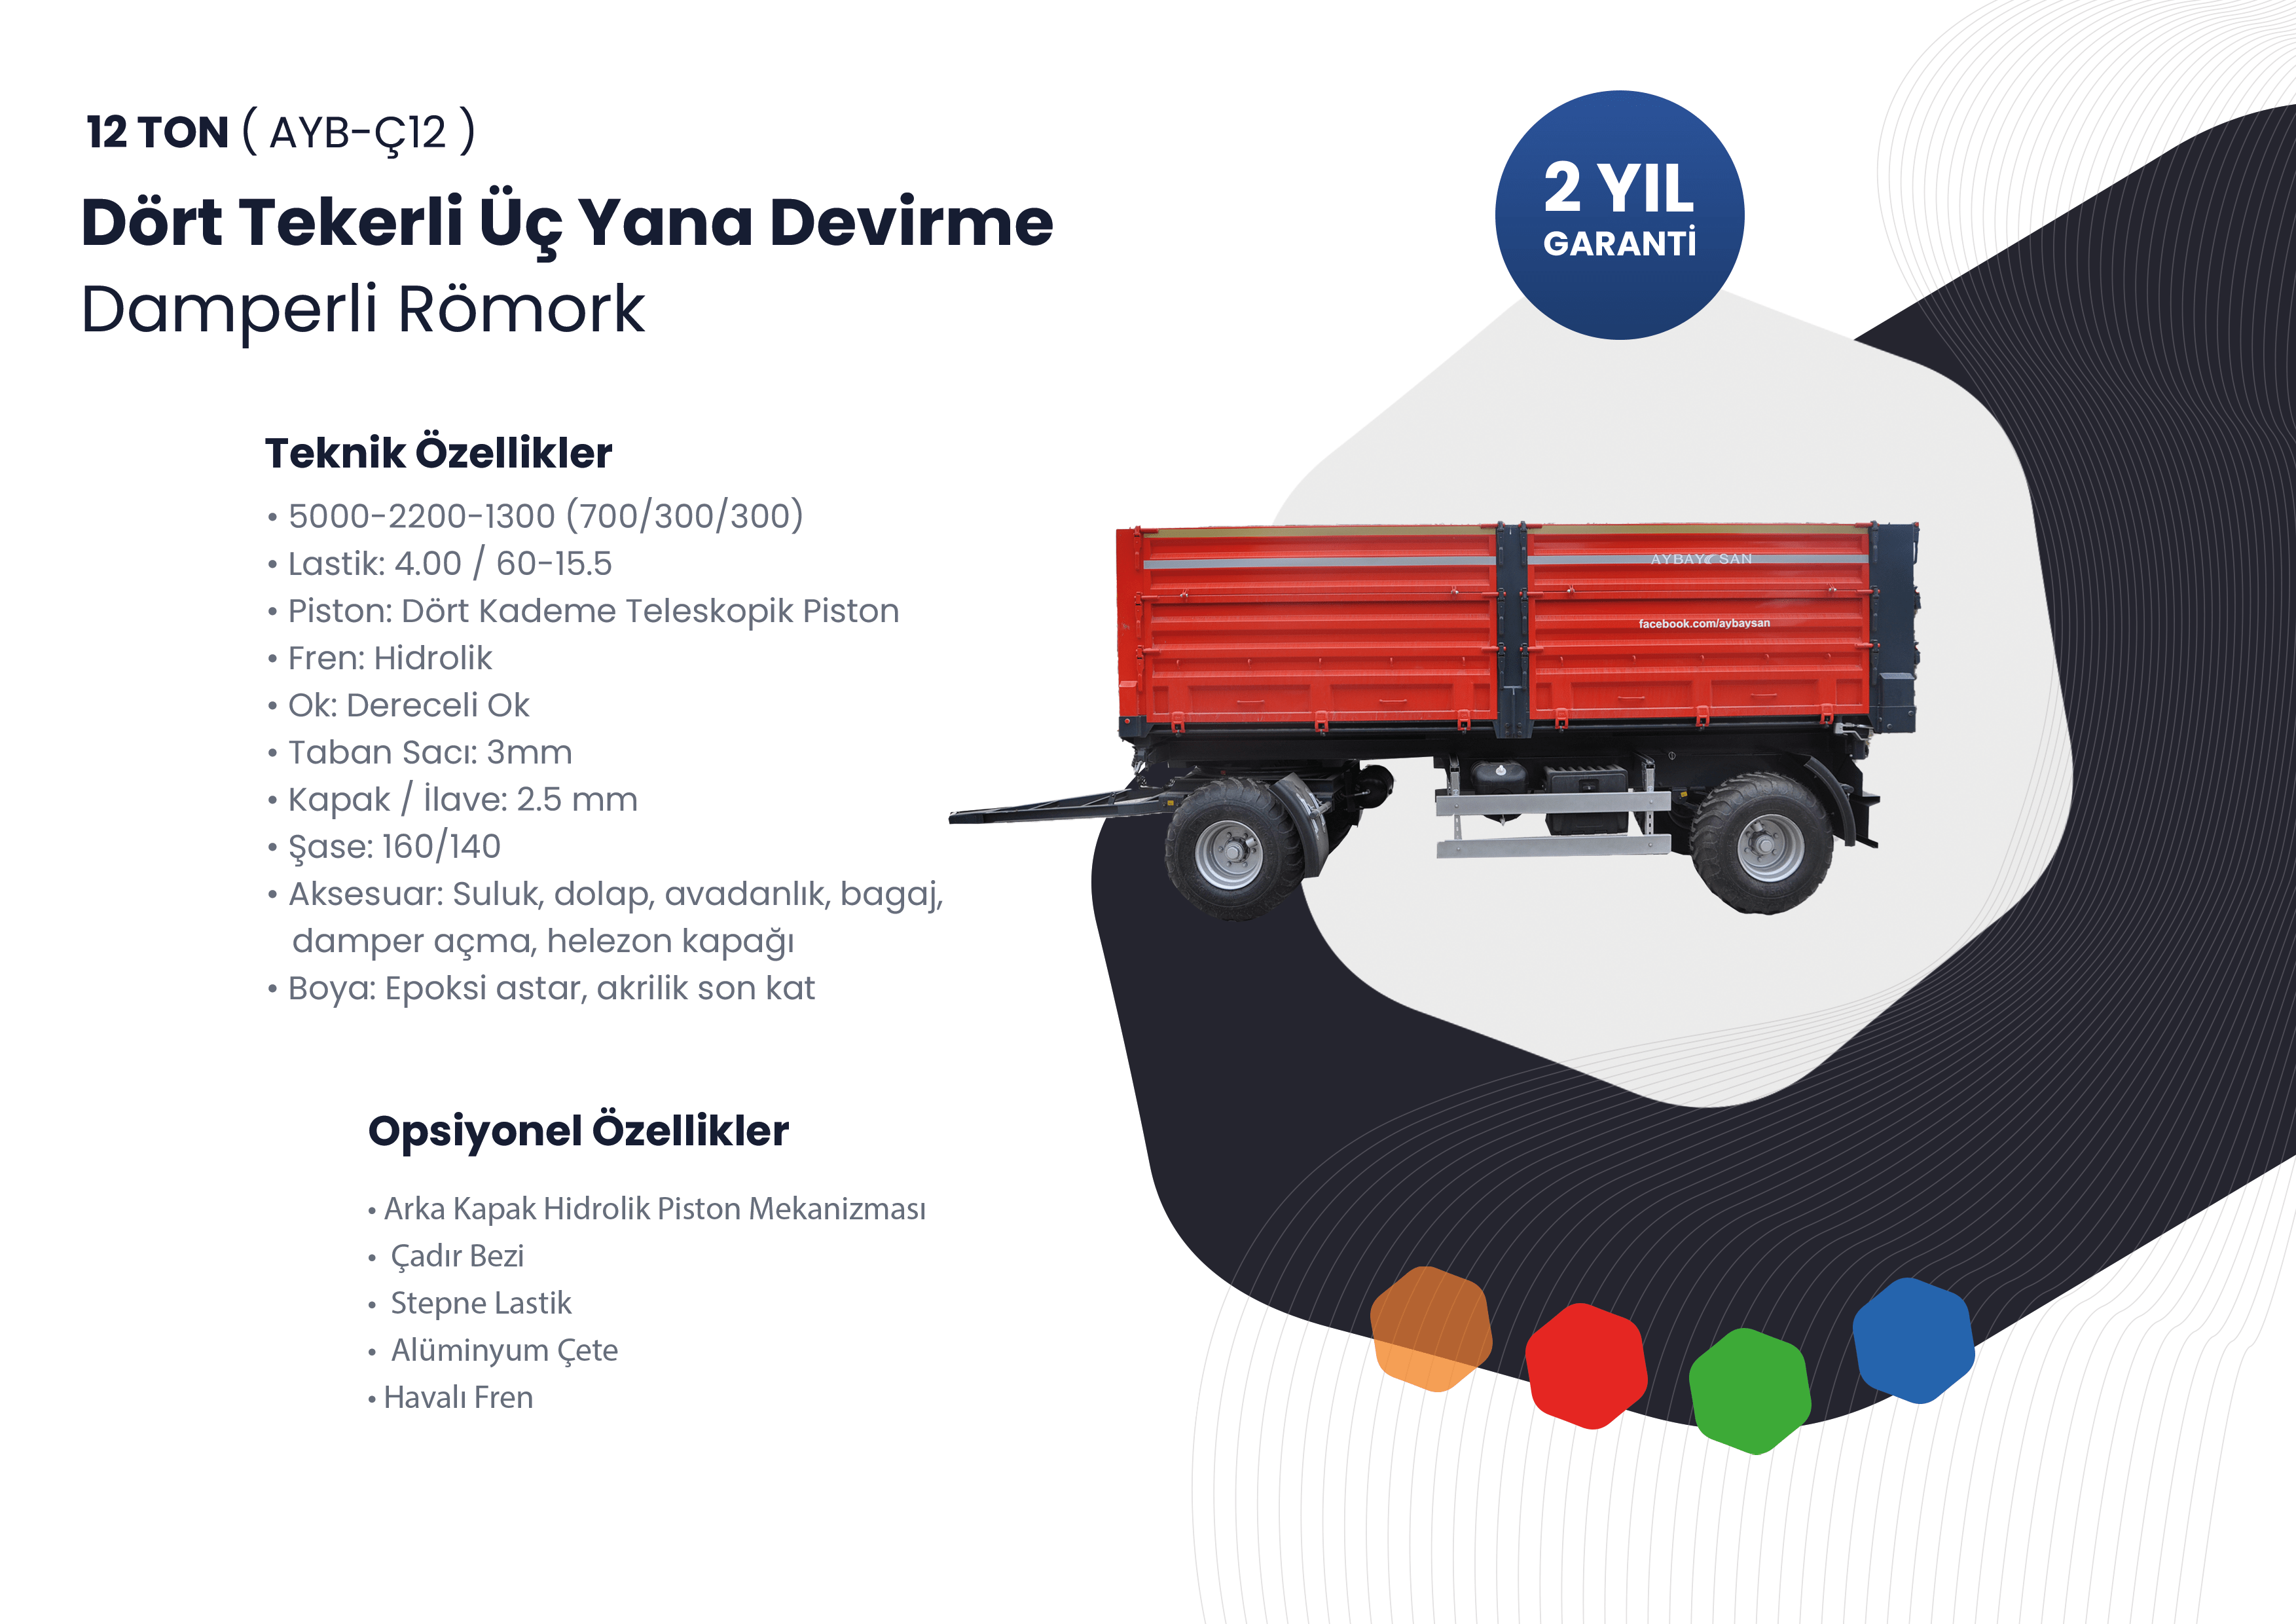 12 TON ( AYB-Ç12 )
Dört Tekerli Üç Yana Devirme
Damperli Römork
2 YIL
GARANTİ
Teknik Özellikler
• 5000-2200-1300 (700/300/300)
• Lastik: 4.00 / 60-15.5
• Piston: Dört Kademe Teleskopik Piston
• Fren: Hidrolik
• Ok: Dereceli Ok
• Taban Sacı: 3mm
• Kapak / İlave: 2.5 mm
• Şase: 160/140
• Aksesuar: Suluk, dolap, avadanlık, bagaj,
damper açma, helezon kapağı
• Boya: Epoksi astar, akrilik son kat
AYBAY SAN
facebook.com/aybaysan
Opsiyonel Özellikler
• Arka Kapak Hidrolik Piston Mekanizması
• Çadır Bezi
• Stepne Lastik
• Alüminyum Çete
• Havalı Fren